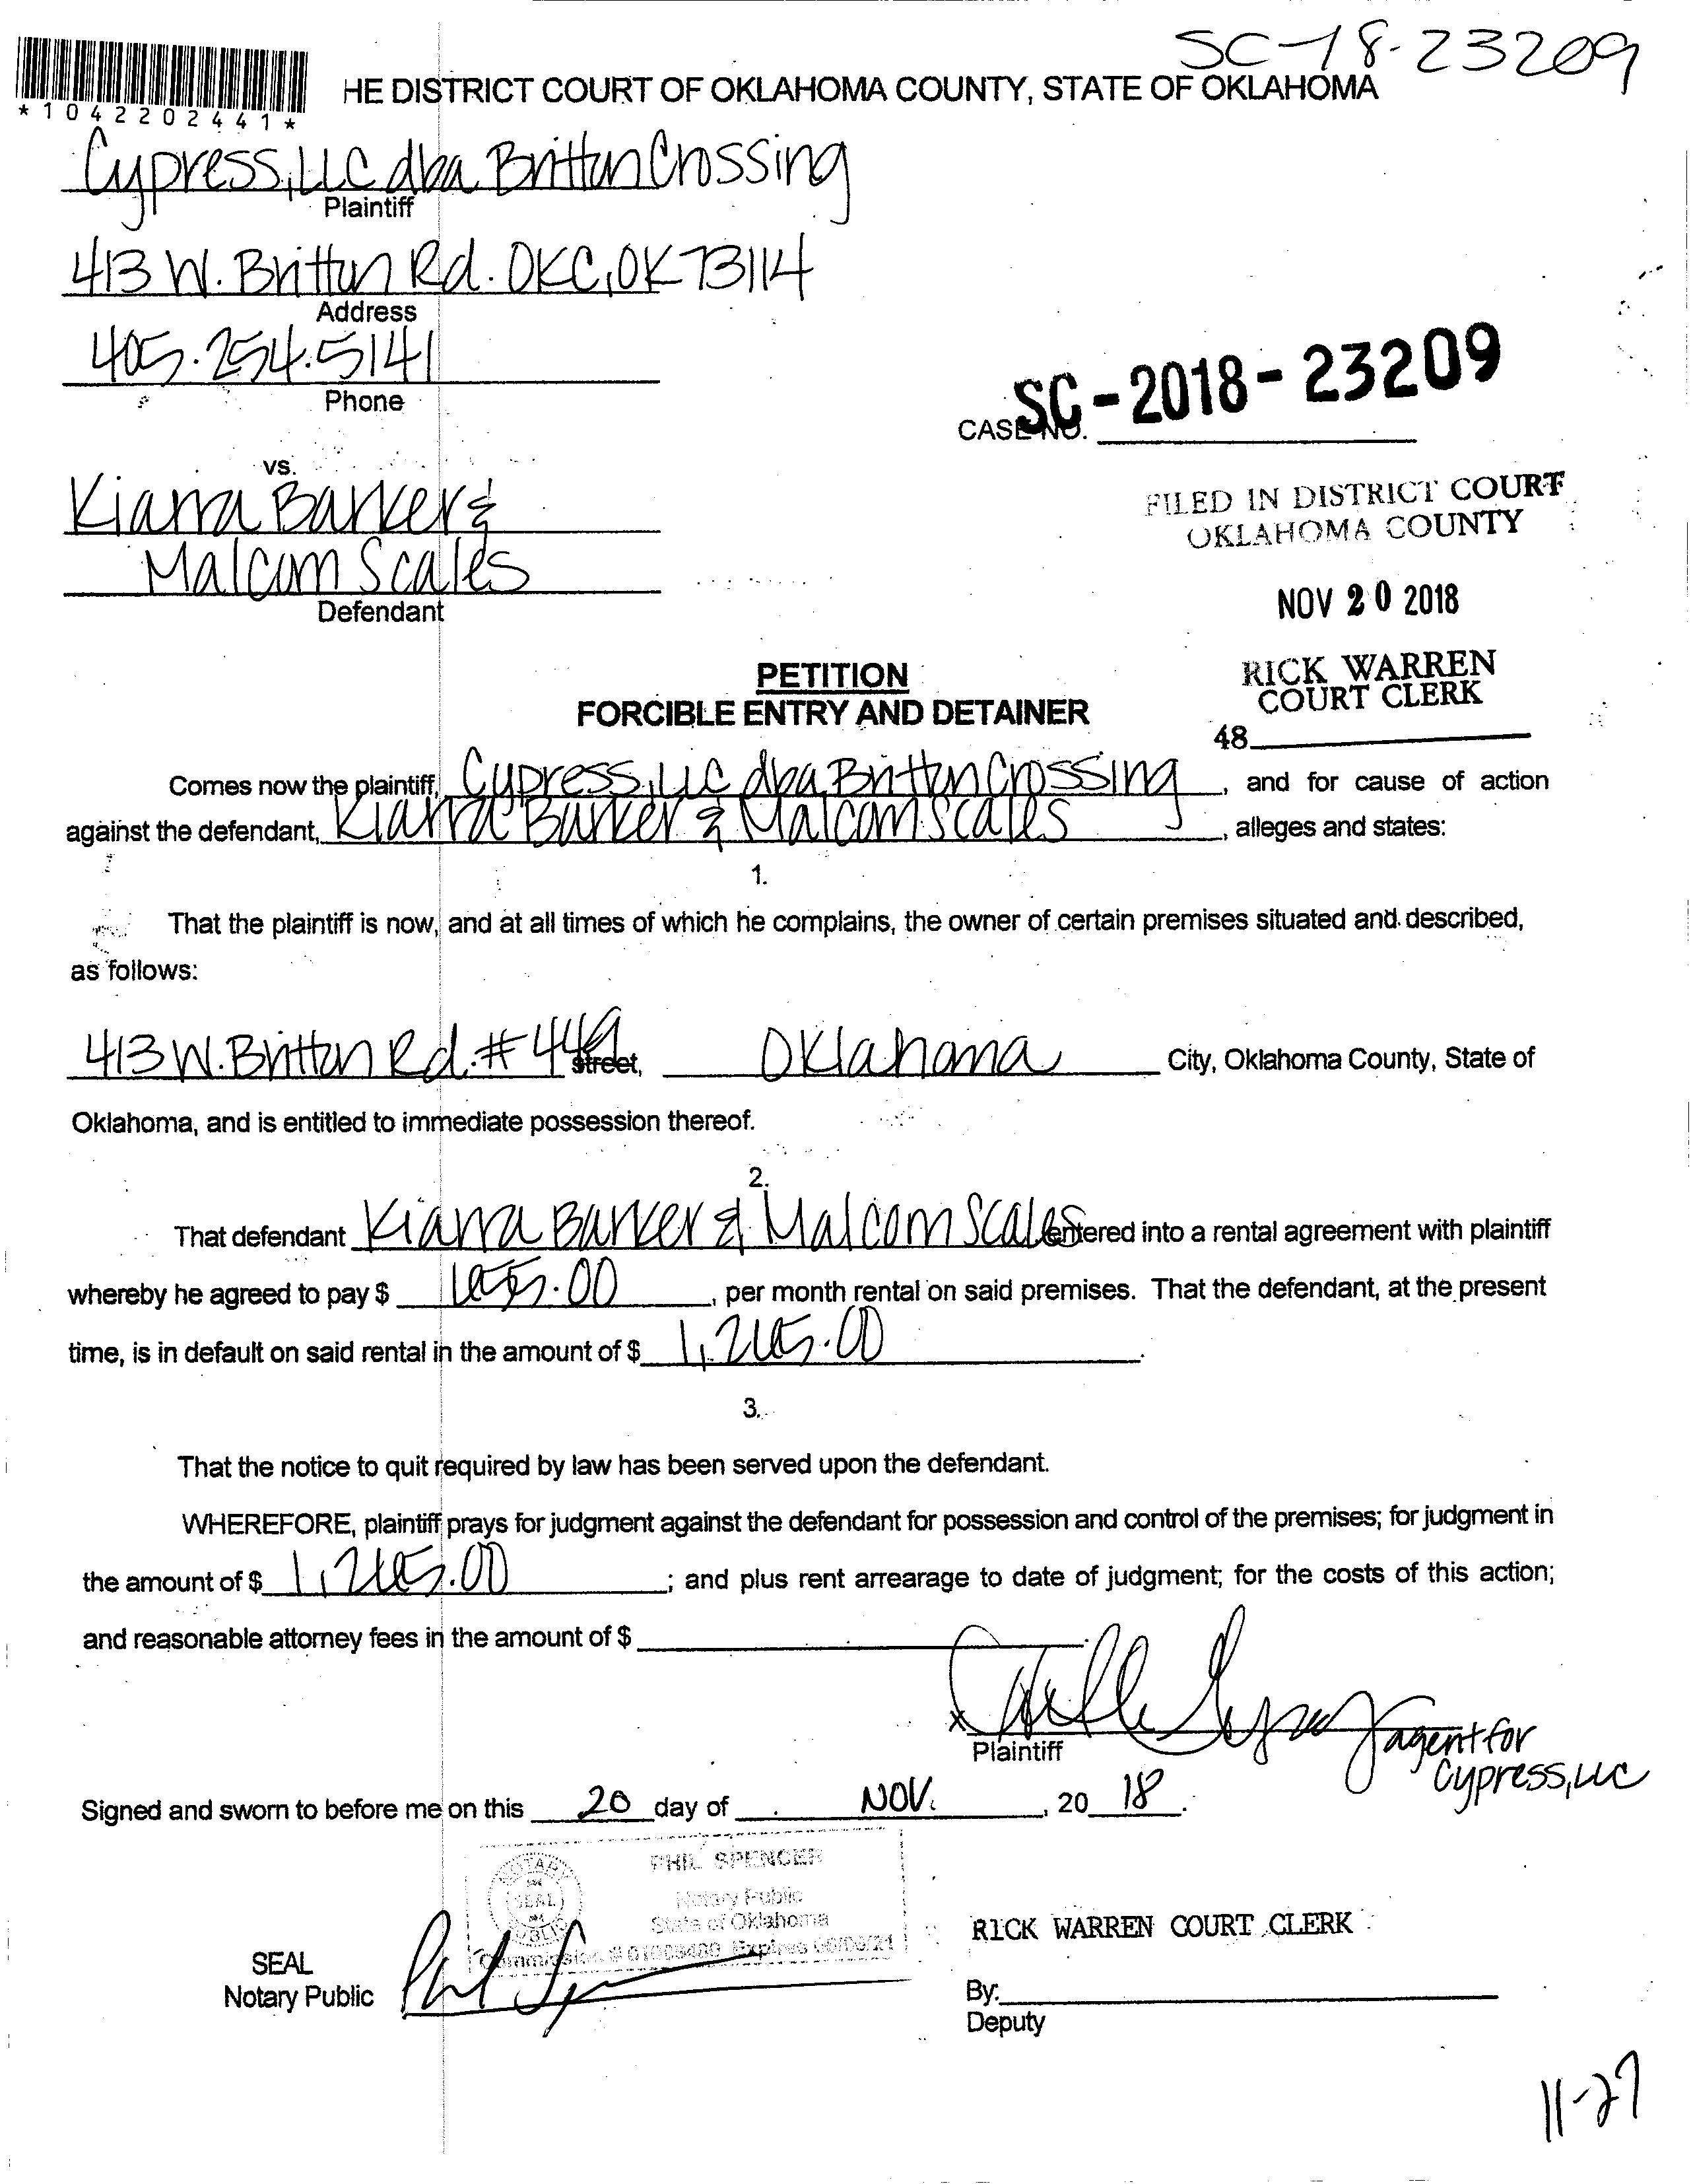 SC-18-23209
*1042202441*
HE DISTRICT COURT OF OKLAHOMA COUNTY, STATE OF OKLAHOMA
Cypress, LLC dba Britton Crossing
Plaintiff
413 W. Britton Rd. OKC, OK 73114
Address
405.254.5141
Phone
SC-2018-23209
CASE NO.
vs.
Kiarra Barker &
Malcom Scales
Defendant
FILED IN DISTRICT COURT
OKLAHOMA COUNTY
NOV 20 2018
RICK WARREN
COURT CLERK
48
PETITION
FORCIBLE ENTRY AND DETAINER
Comes now the plaintiff, Cypress, LLC dba Britton Crossing, and for cause of action
against the defendant, Kiarra Barker & Malcom Scales, alleges and states:
1.
That the plaintiff is now, and at all times of which he complains, the owner of certain premises situated and described,
as follows:
413 W. Britton Rd. #449 street, Oklahoma City, Oklahoma County, State of
Oklahoma, and is entitled to immediate possession thereof.
2.
That defendant Kiarra Barker & Malcom Scales entered into a rental agreement with plaintiff
whereby he agreed to pay $ .00, per month rental on said premises. That the defendant, at the present
time, is in default on said rental in the amount of $ 1,265.00.
3.
That the notice to quit required by law has been served upon the defendant.
WHEREFORE, plaintiff prays for judgment against the defendant for possession and control of the premises; for judgment in
the amount of $ 1,265.00; and plus rent arrearage to date of judgment; for the costs of this action;
and reasonable attorney fees in the amount of $
x
Plaintiff
agent for
Cypress, LLC
Signed and sworn to before me on this 20 day of NOV., 20 18.
NOTARY
SEAL
PUBLIC
PHIL SPENCER
Notary Public
State of Oklahoma
Commission # Expires
SEAL
Notary Public
Phil
RICK WARREN COURT CLERK
By:
Deputy
11-27